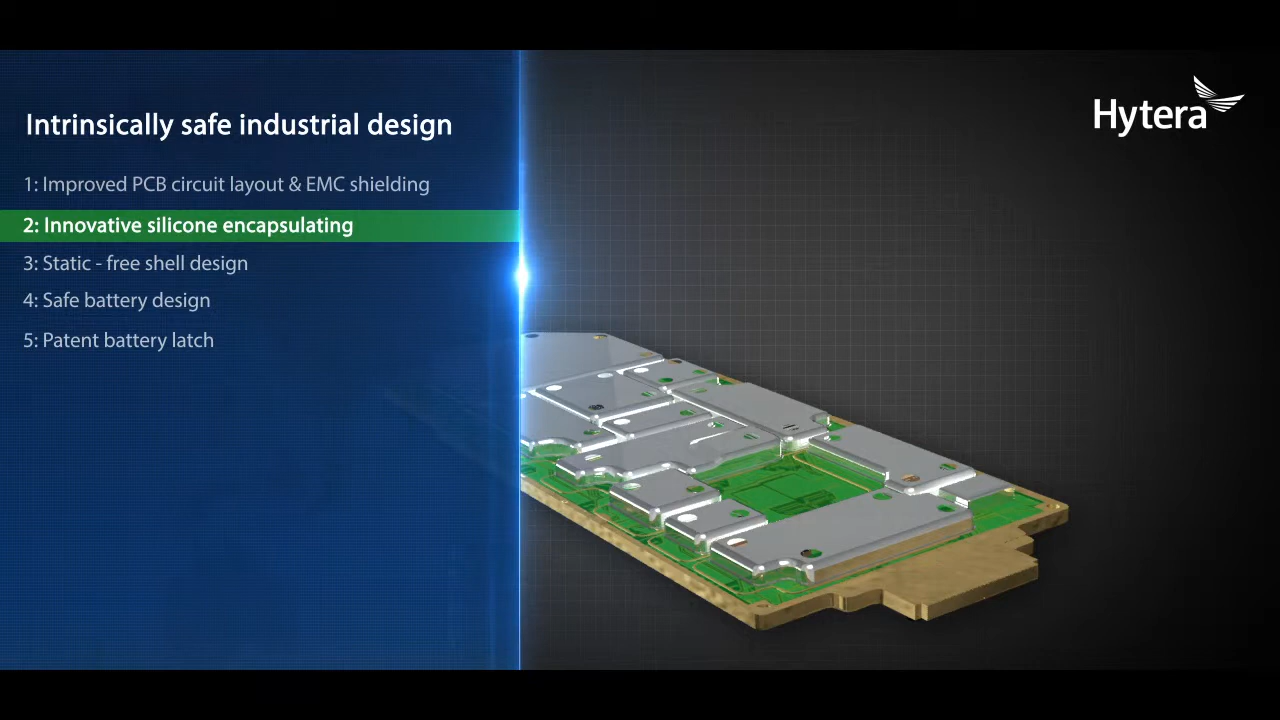 Intrinsically safe industrial design
1: Improved PCB circuit layout & EMC shielding
2: Innovative silicone encapsulating
3: Static - free shell design
4: Safe battery design
5: Patent battery latch
Hytera